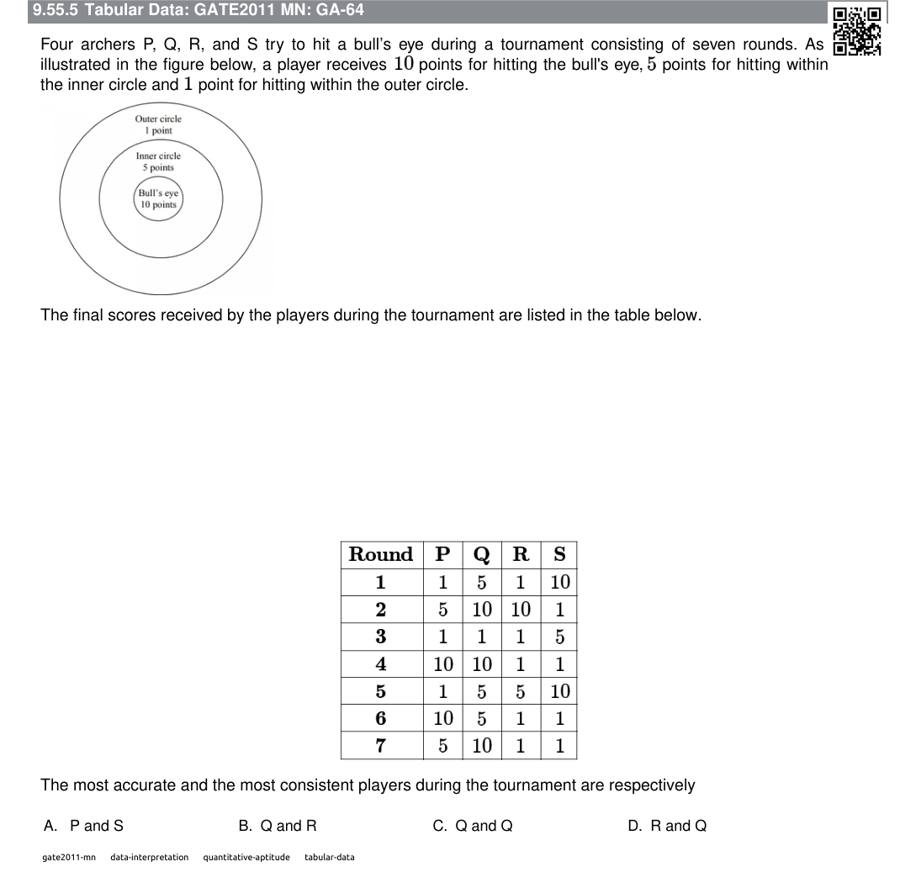 9.55.5 Tabular Data: GATE2011 MN: GA-64
Four archers P, Q, R, and S try to hit a bull's eye during a tournament consisting of seven rounds. As
illustrated in the figure below, a player receives 10 points for hitting the bull's eye, 5 points for hitting within
the inner circle and 1 point for hitting within the outer circle.
Outer circle
1 point
Inner circle
5 points
Bull's eye
10 points
The final scores received by the players during the tournament are listed in the table below.
Round P Q R S
1 1 5 1 10
2 5 10 10 1
3 1 1 1 5
4 10 10 1 1
5 1 5 5 10
6 10 5 1 1
7 5 10 1 1
The most accurate and the most consistent players during the tournament are respectively
A. P and S B. Q and R C. Q and Q D. R and Q
gate2011-mn data-interpretation quantitative-aptitude tabular-data